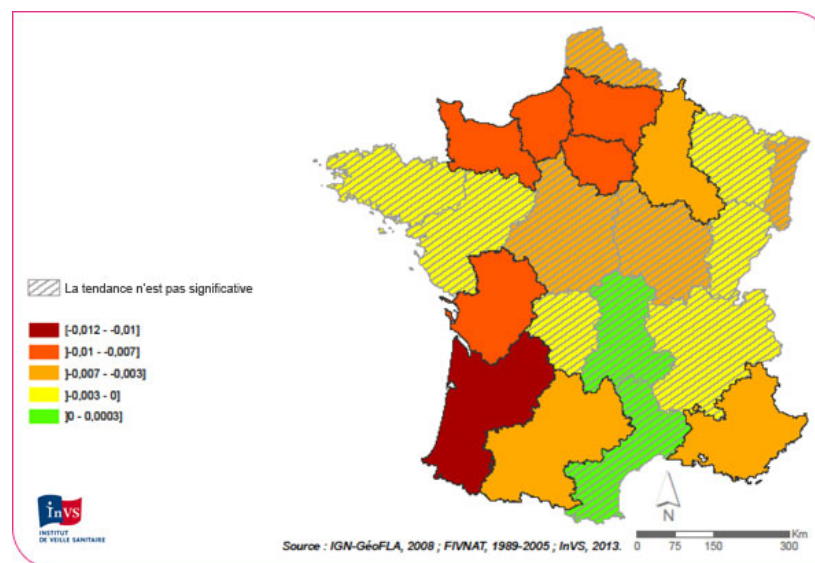 La tendance n'est pas significative
[-0,012 - -0,01]
]-0,01 - -0,007]
]-0,007 - -0,003]
]-0,003 - 0]
]0 - 0,0003]
inVS
INSTITUT
DE VEILLE SANITAIRE
Source : IGN-GéoFLA, 2008 ; FIVNAT, 1989-2005 ; InVS, 2013.
N
Km
0 75 150 300